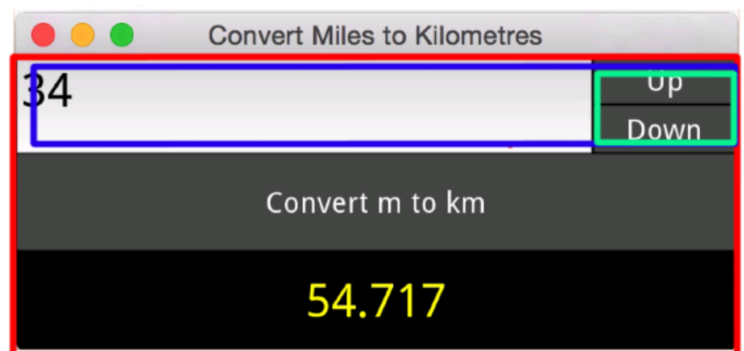 Convert Miles to Kilometres
34
Up
Down
Convert m to km
54.717